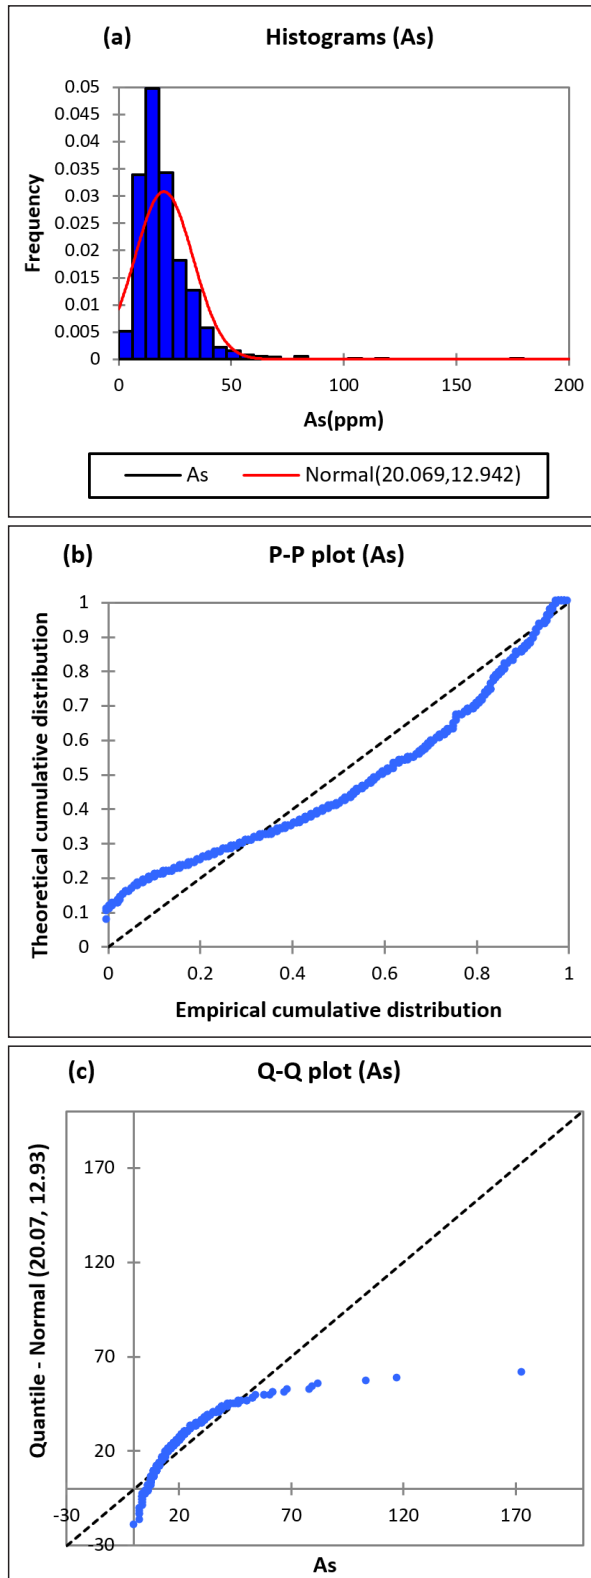 (a) Histograms (As)
0.05
0.045
0.04
0.035
0.03
0.025
0.02
0.015
0.01
0.005
0
Frequency
0 50 100 150 200
As(ppm)
As Normal(20.069,12.942)
(b) P-P plot (As)
1
0.9
0.8
0.7
0.6
0.5
0.4
0.3
0.2
0.1
0
Theoretical cumulative distribution
0 0.2 0.4 0.6 0.8 1
Empirical cumulative distribution
(c) Q-Q plot (As)
170
120
70
20
-30
Quantile - Normal (20.07, 12.93)
-30 20 70 120 170
As